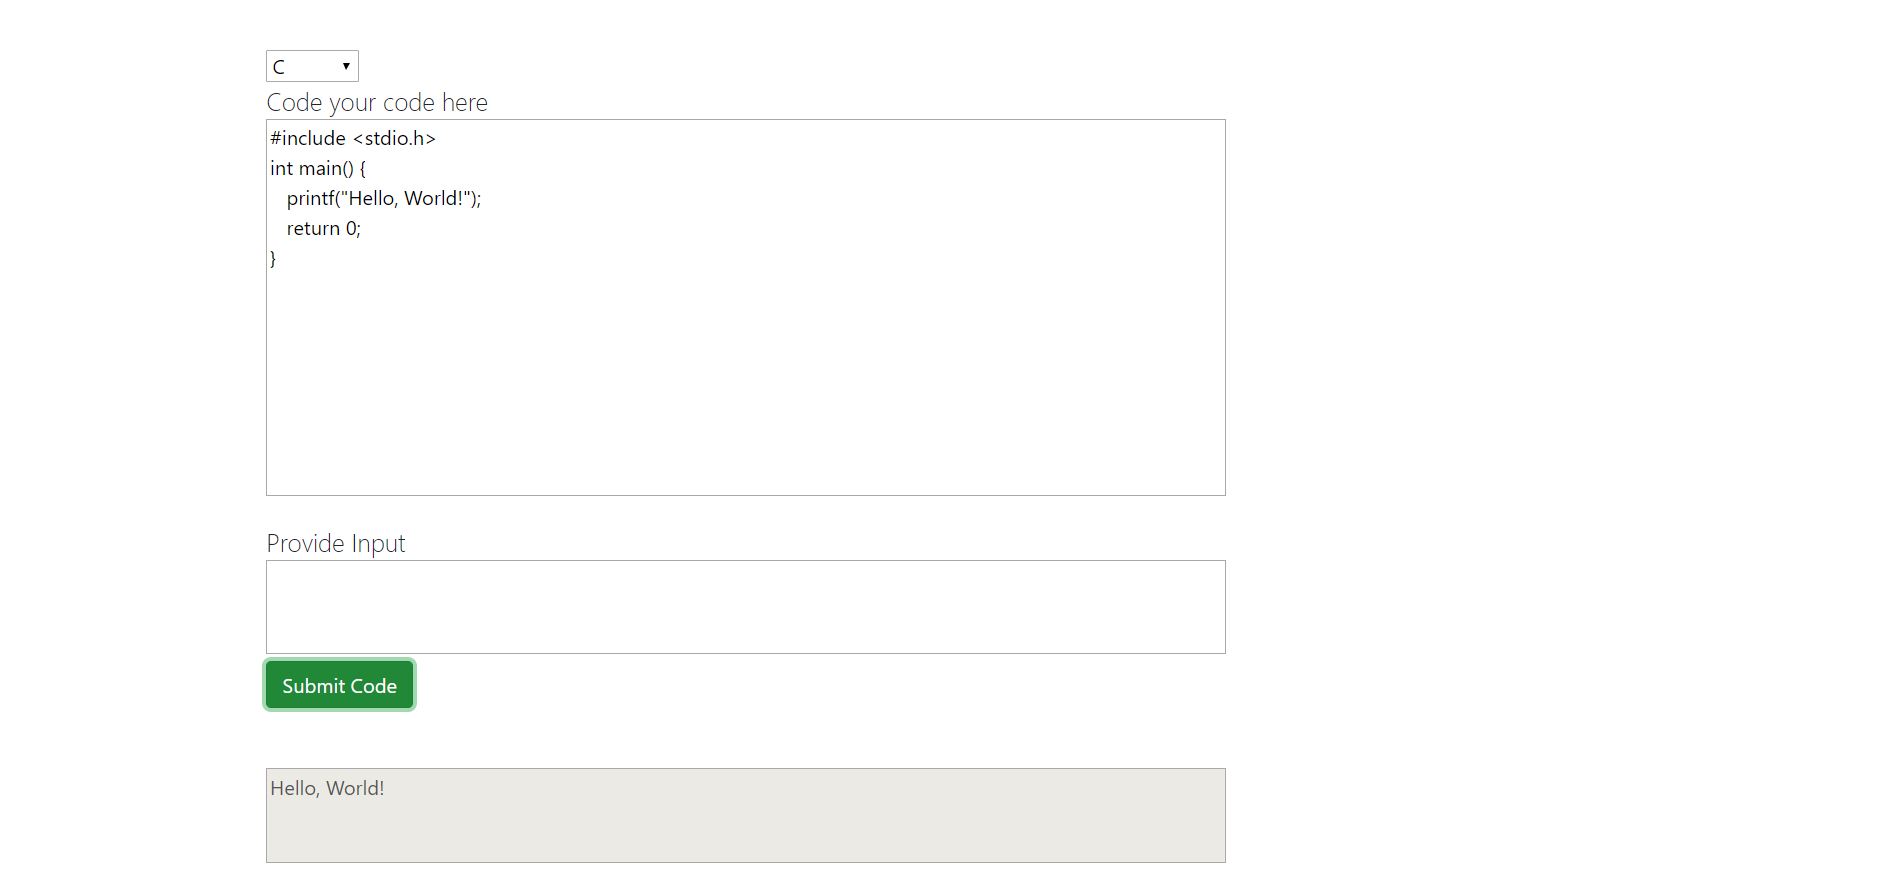 C
Code your code here
#include <stdio.h>
int main() {
   printf("Hello, World!");
   return 0;
}
Provide Input
Submit Code
Hello, World!